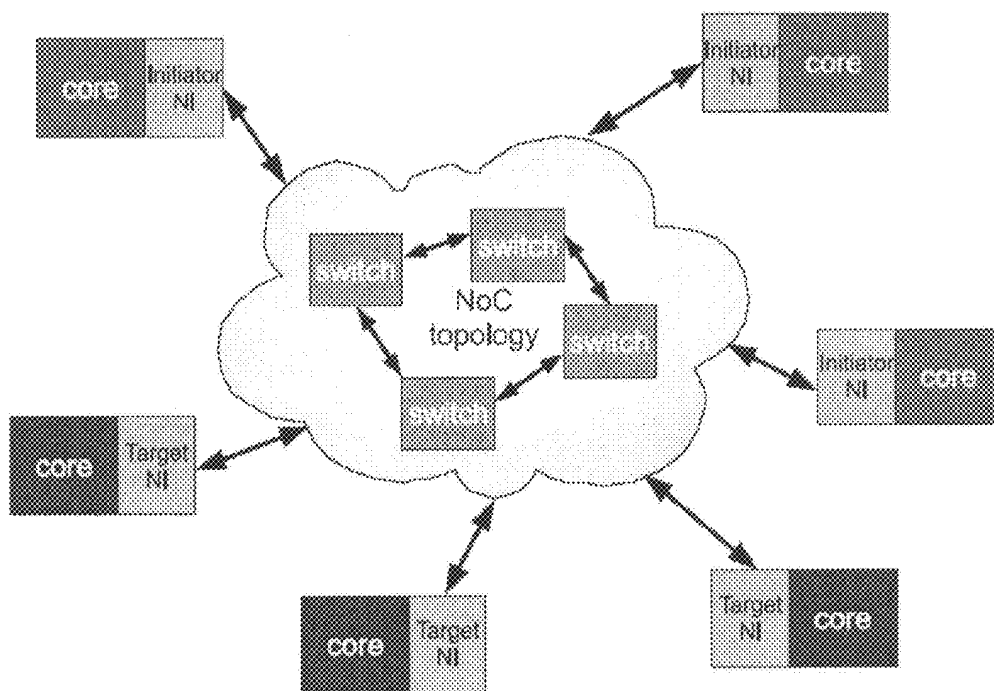 core Initiator NI
Initiator NI core
switch
switch
NoC
topology
switch
switch
Initiator NI core
core Target NI
core Target NI
Target NI core